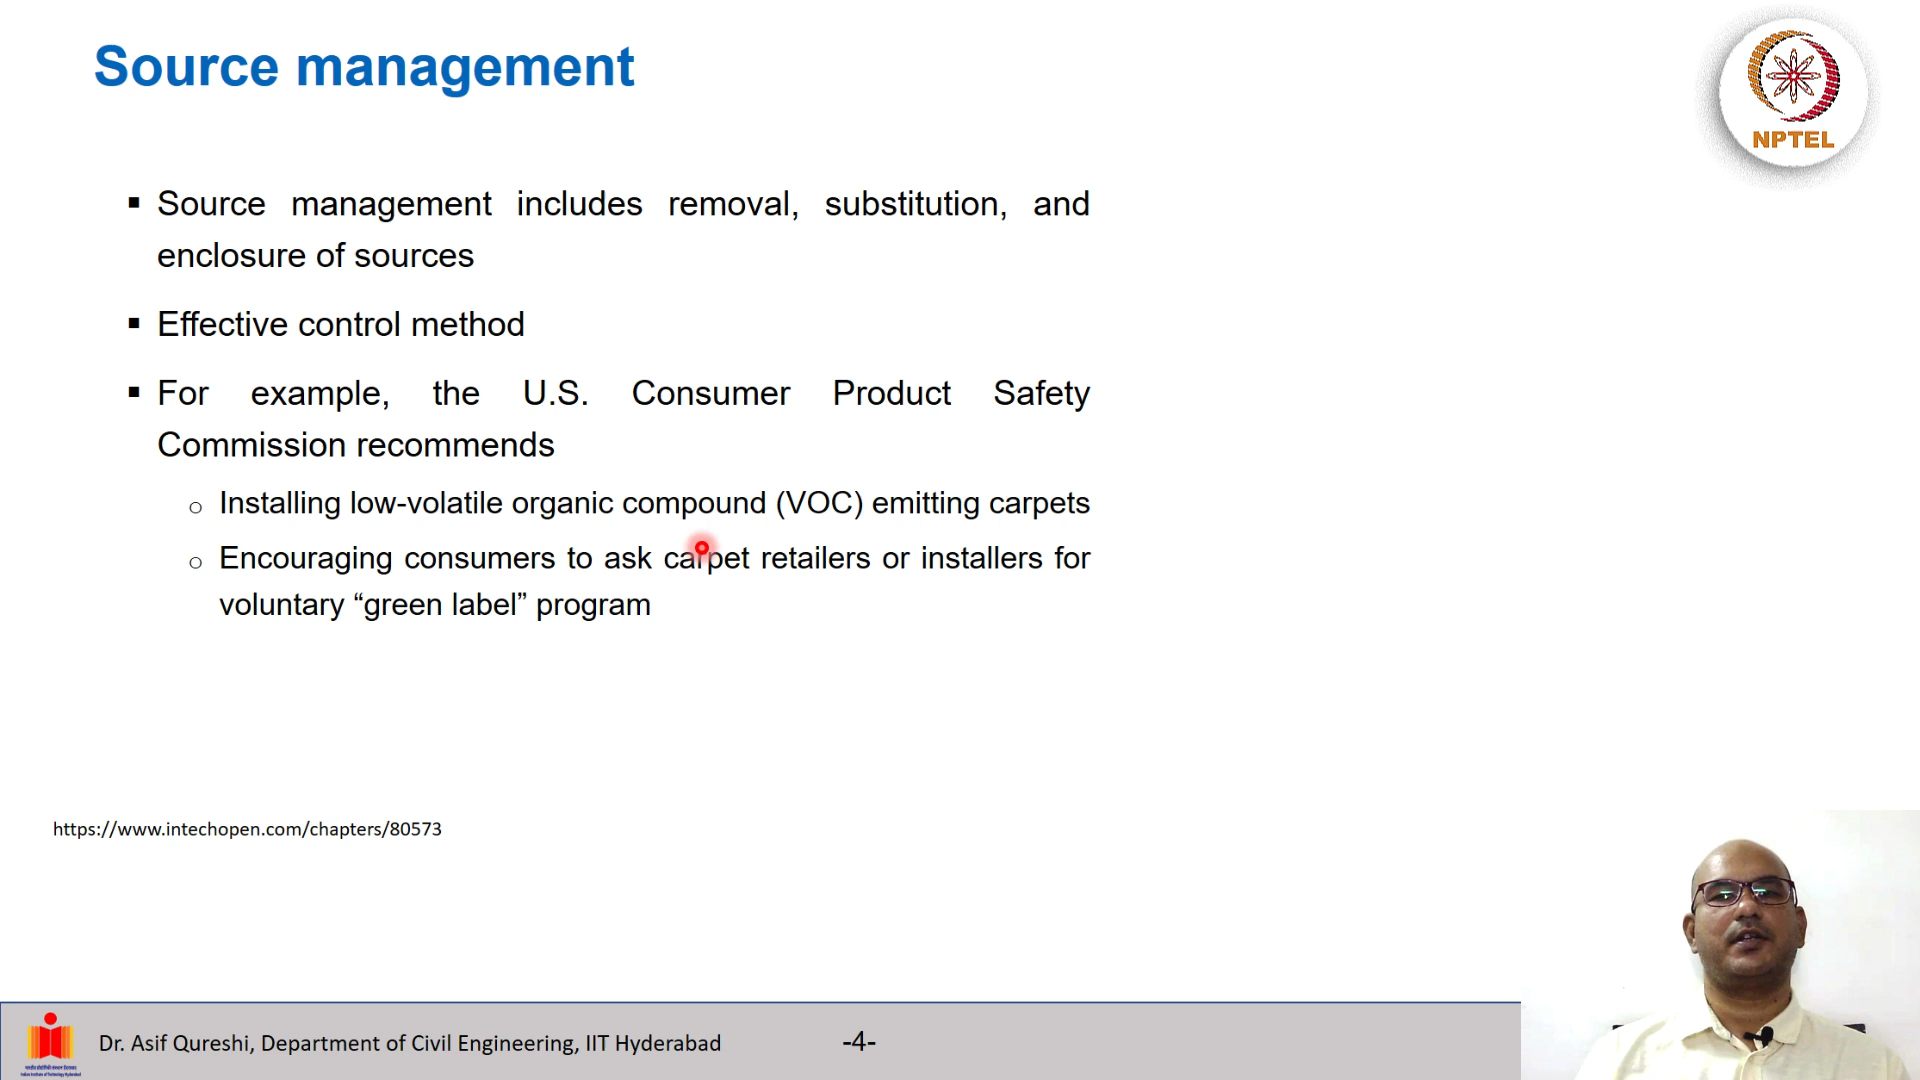 Source management
NPTEL
▪ Source management includes removal, substitution, and
enclosure of sources
▪ Effective control method
▪ For example, the U.S. Consumer Product Safety
Commission recommends
o Installing low-volatile organic compound (VOC) emitting carpets
o Encouraging consumers to ask carpet retailers or installers for
voluntary “green label” program
https://www.intechopen.com/chapters/80573
Dr. Asif Qureshi, Department of Civil Engineering, IIT Hyderabad
-4-